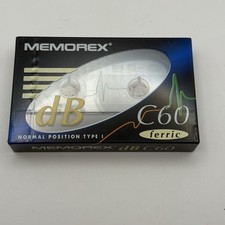 MEMOREX
dB
C60
ferric
NORMAL POSITION TYPE I
MEMOREX dB C60